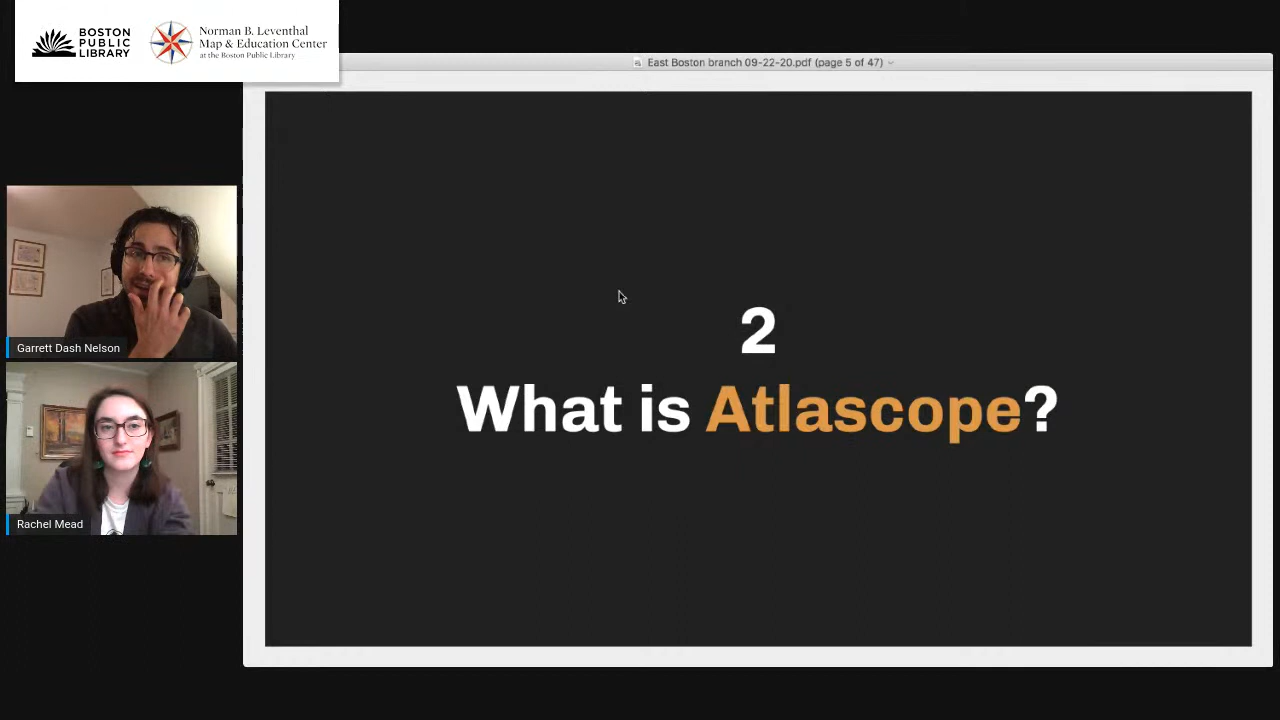 BOSTON
PUBLIC
LIBRARY
Norman B. Leventhal
Map & Education Center
at the Boston Public Library
East Boston branch 09-22-20.pdf (page 5 of 47)
2
What is Atlascope?
Garrett Dash Nelson
Rachel Mead